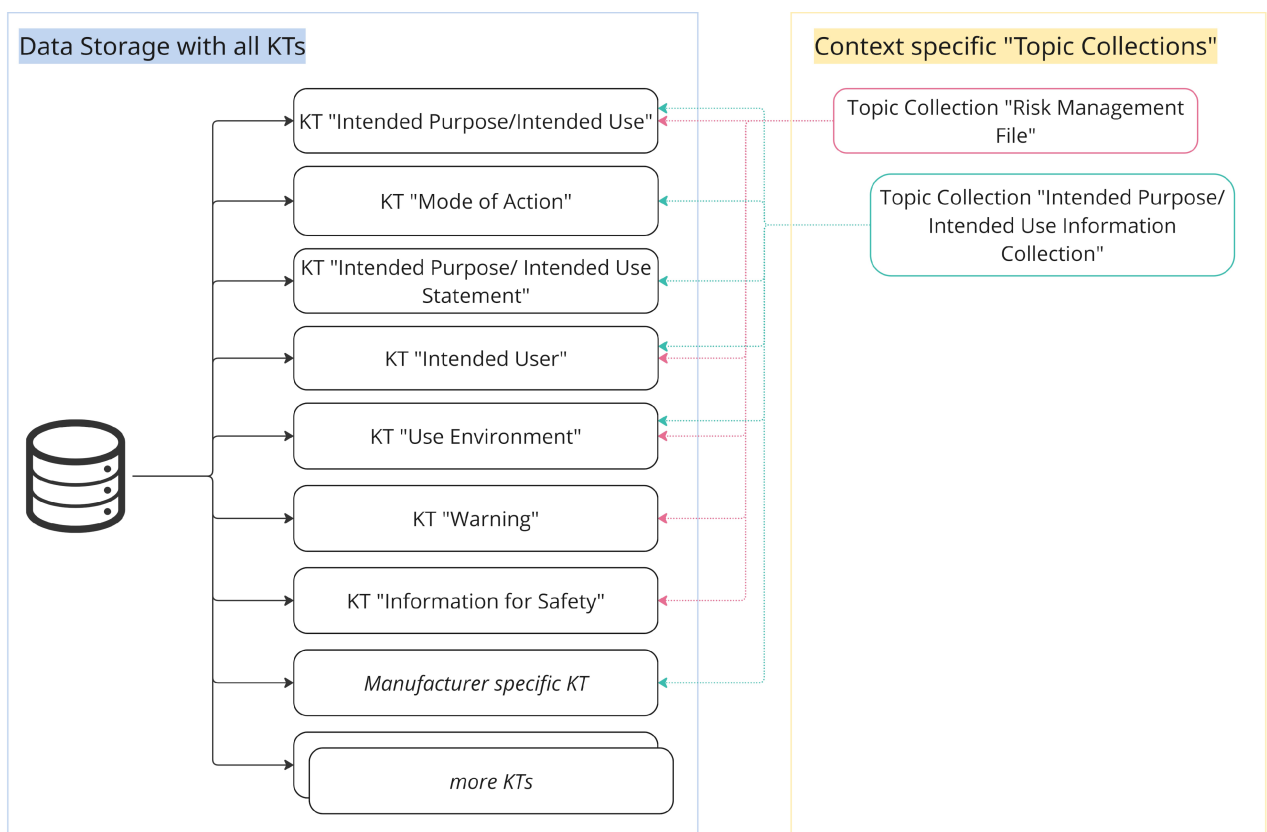 Data Storage with all KTs
Context specific "Topic Collections"
KT "Intended Purpose/Intended Use"
Topic Collection "Risk Management
File"
KT "Mode of Action"
Topic Collection "Intended Purpose/
Intended Use Information
Collection"
KT "Intended Purpose/ Intended Use
Statement"
KT "Intended User"
KT "Use Environment"
KT "Warning"
KT "Information for Safety"
Manufacturer specific KT
more KTs